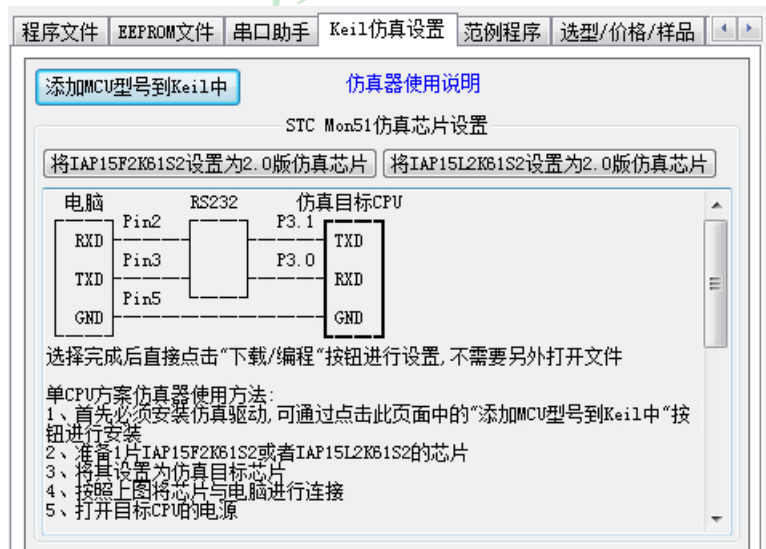 程序文件 EEPROM文件 串口助手 Keil仿真设置 范例程序 选型/价格/样品
添加MCU型号到Keil中 仿真器使用说明
STC Mon51仿真芯片设置
将IAP15F2K61S2设置为2.0版仿真芯片 将IAP15L2K61S2设置为2.0版仿真芯片
电脑 RS232 仿真目标CPU
Pin2 P3.1
RXD TXD
Pin3 P3.0
TXD RXD
Pin5
GND GND
选择完成后直接点击“下载/编程”按钮进行设置,不需要另外打开文件
单CPU方案仿真器使用方法:
1、首先必须安装仿真驱动,可通过点击此页面中的“添加MCU型号到Keil中”按
钮进行安装
2、准备1片IAP15F2K61S2或者IAP15L2K61S2的芯片
3、将其设置为仿真目标芯片
4、按照上图将芯片与电脑进行连接
5、打开目标CPU的电源